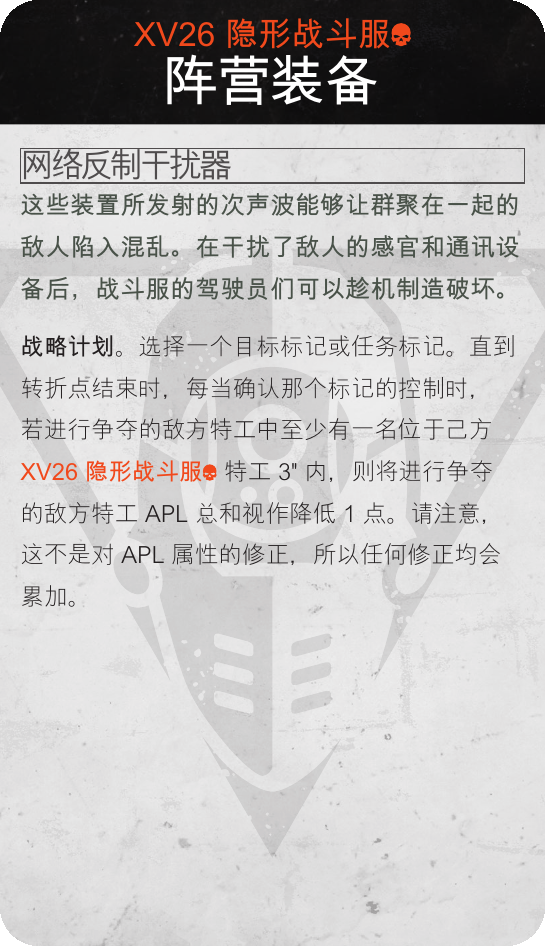 XV26 隐形战斗服
阵营装备
网络反制干扰器
这些装置所发射的次声波能够让群聚在一起的
敌人陷入混乱。在干扰了敌人的感官和通讯设
备后，战斗服的驾驶员们可以趁机制造破坏。
战略计划。选择一个目标标记或任务标记。直到
转折点结束时，每当确认那个标记的控制时，
若进行争夺的敌方特工中至少有一名位于己方
XV26 隐形战斗服 特工 3" 内，则将进行争夺
的敌方特工 APL 总和视作降低 1 点。请注意，
这不是对 APL 属性的修正，所以任何修正均会
累加。